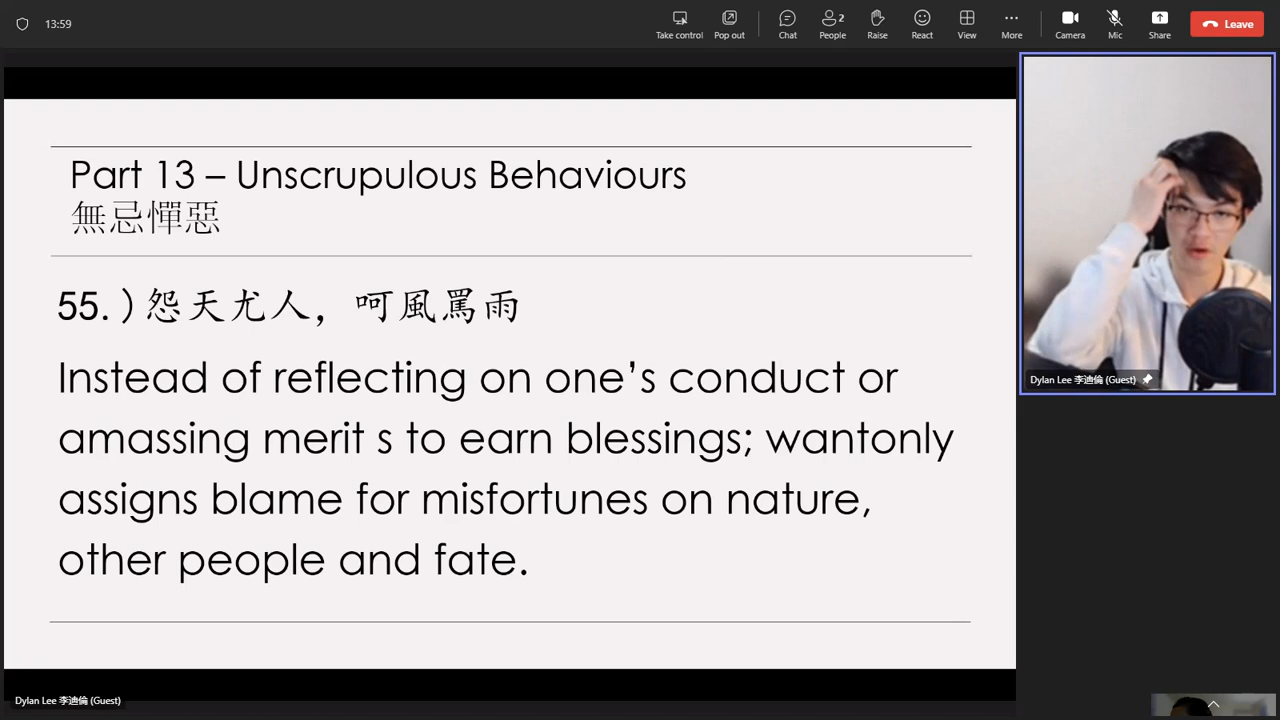 13:59
Take control
Pop out
Chat
2
People
Raise
React
View
More
Camera
Mic
Share
Leave
Part 13 – Unscrupulous Behaviours
無忌憚惡
55. ) 怨天尤人，呵風罵雨
Instead of reflecting on one’s conduct or
amassing merit s to earn blessings; wantonly
assigns blame for misfortunes on nature,
other people and fate.
Dylan Lee 李迪倫 (Guest)
Dylan Lee 李迪倫 (Guest)